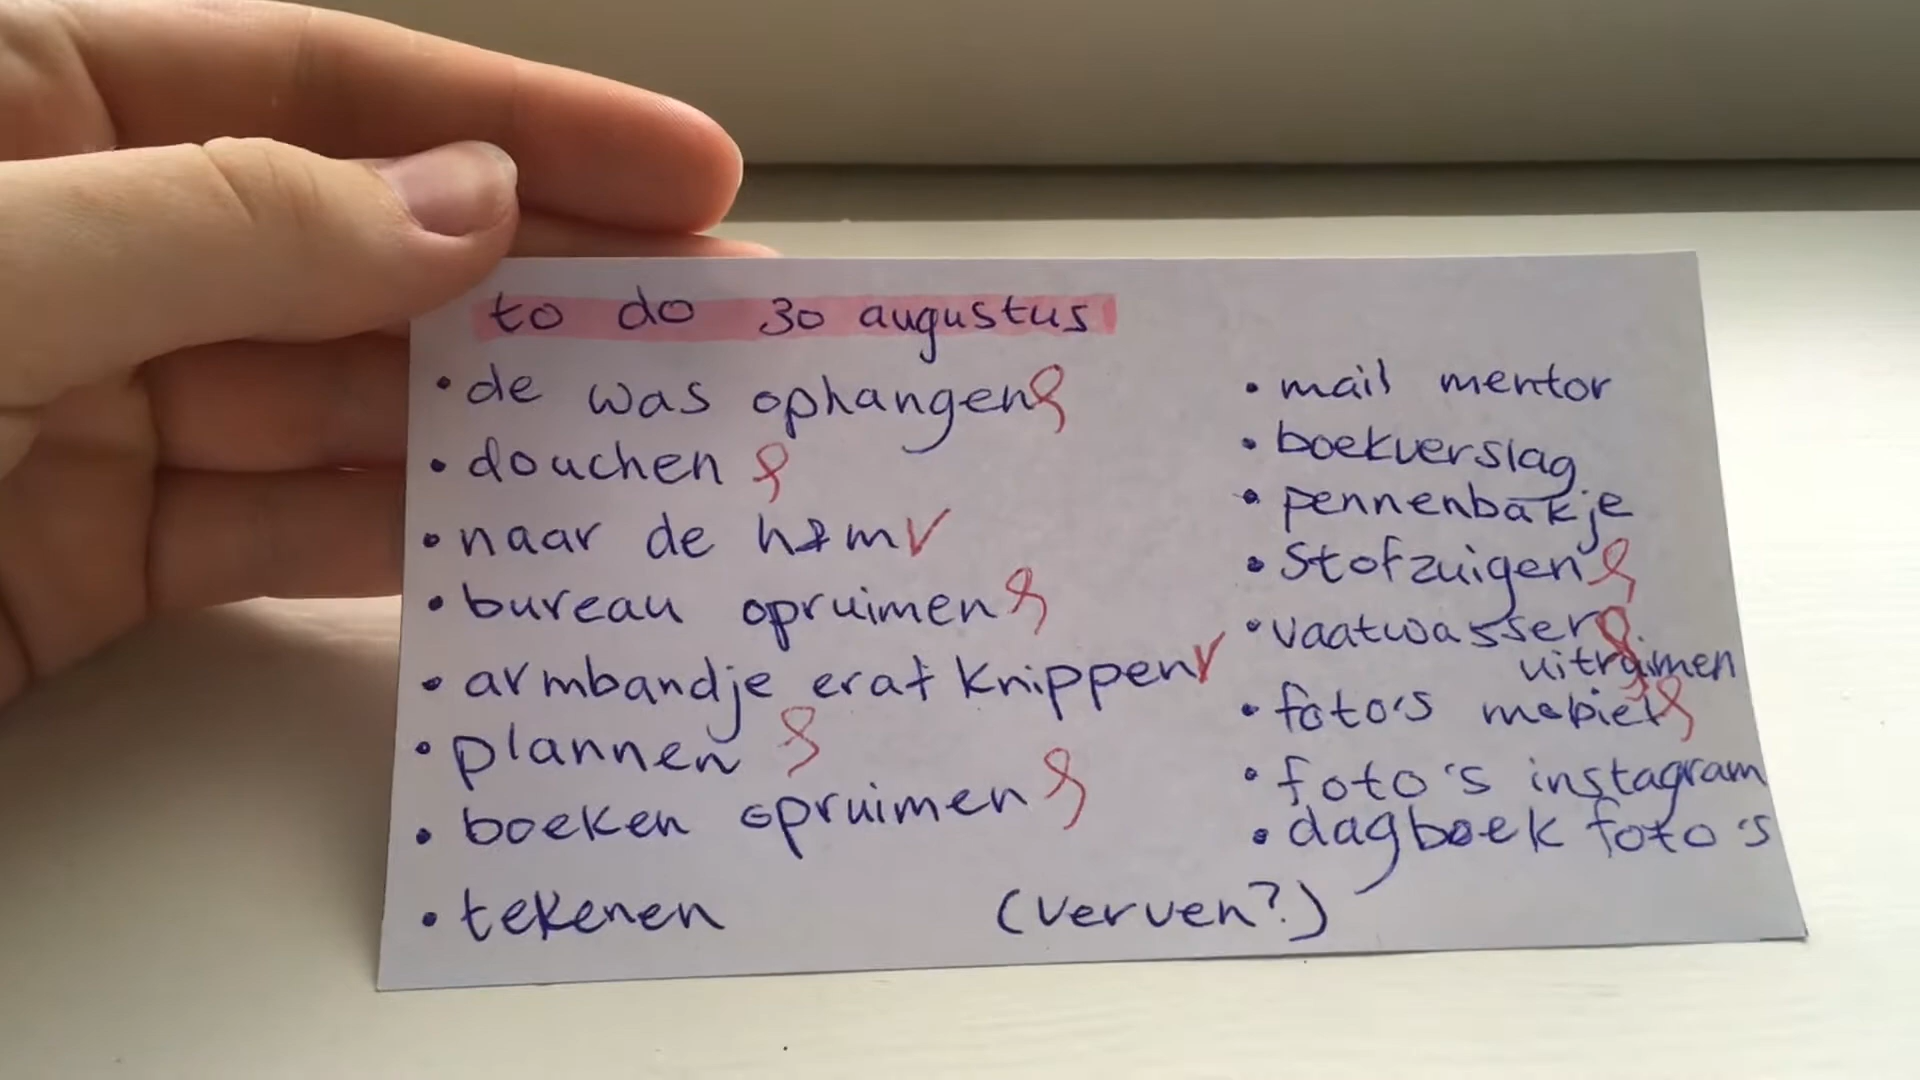 to do 30 augustus
• de was ophangen
• douchen
• naar de h&m
• bureau opruimen
• armbandje eraf knippen
• plannen
• boeken opruimen
• tekenen (verven?)
• mail mentor
• boekverslag
• pennenbakje
• stofzuigen
• vaatwasser
uitruimen
• foto's mobiel
• foto's instagram
• dagboek foto's